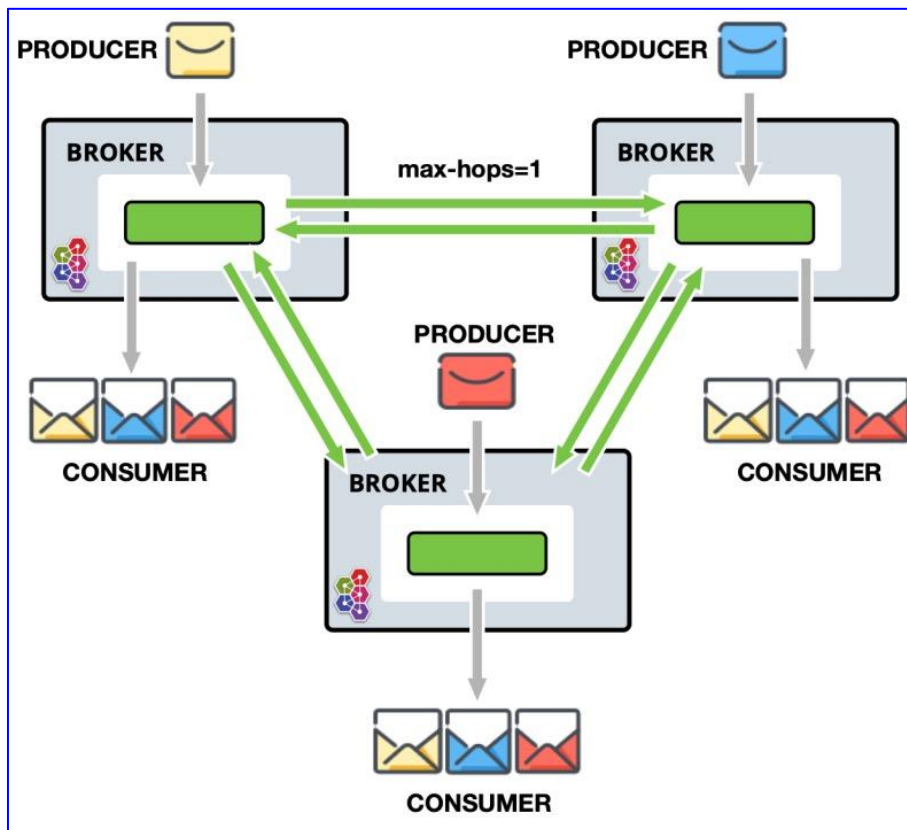 PRODUCER
PRODUCER
BROKER
BROKER
max-hops=1
PRODUCER
CONSUMER
CONSUMER
BROKER
CONSUMER